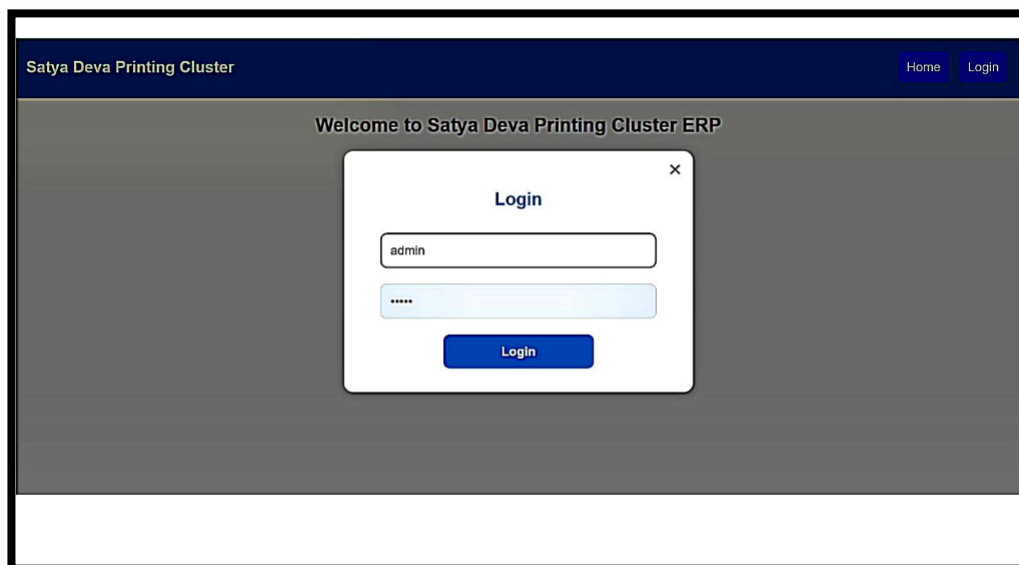 Satya Deva Printing Cluster
Home Login
Welcome to Satya Deva Printing Cluster ERP
×
Login
admin
•••••
Login